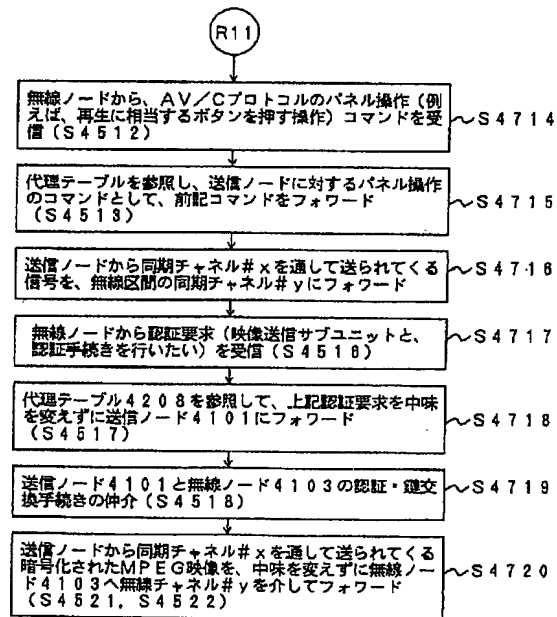 R11
無線ノードから、AV/Cプロトコルのパネル操作(例
えば、再生に相当するボタンを押す操作)コマンドを受
信(S4512)
~S4714
代理テーブルを参照し、送信ノードに対するパネル操作
のコマンドとして、前記コマンドをフォワード
(S4513)
~S4715
送信ノードから同期チャネル#xを通して送られてくる
信号を、無線区間の同期チャネル#yにフォワード
~S4716
無線ノードから認証要求(映像送信サブユニットと、
認証手続きを行いたい)を受信(S4516)
~S4717
代理テーブル4208を参照して、上記認証要求を中味
を変えずに送信ノード4101にフォワード
(S4517)
~S4718
送信ノード4101と無線ノード4103の認証・鍵交
換手続きの仲介(S4518)
~S4719
送信ノードから同期チャネル#xを通して送られてくる
暗号化されたMPEG映像を、中味を変えずに無線ノー
ド4103へ無線チャネル#yを介してフォワード
(S4521,S4522)
~S4720